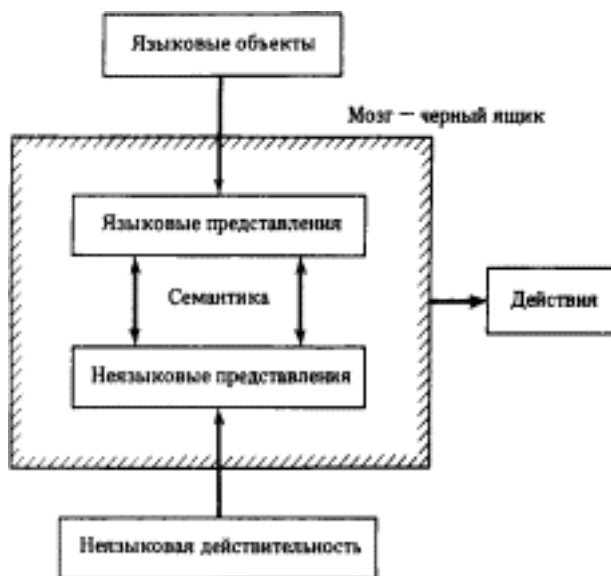 Языковые объекты
Мозг — черный ящик
Языковые представления
Семантика
Действия
Неязыковые представления
Неязыковая действительность